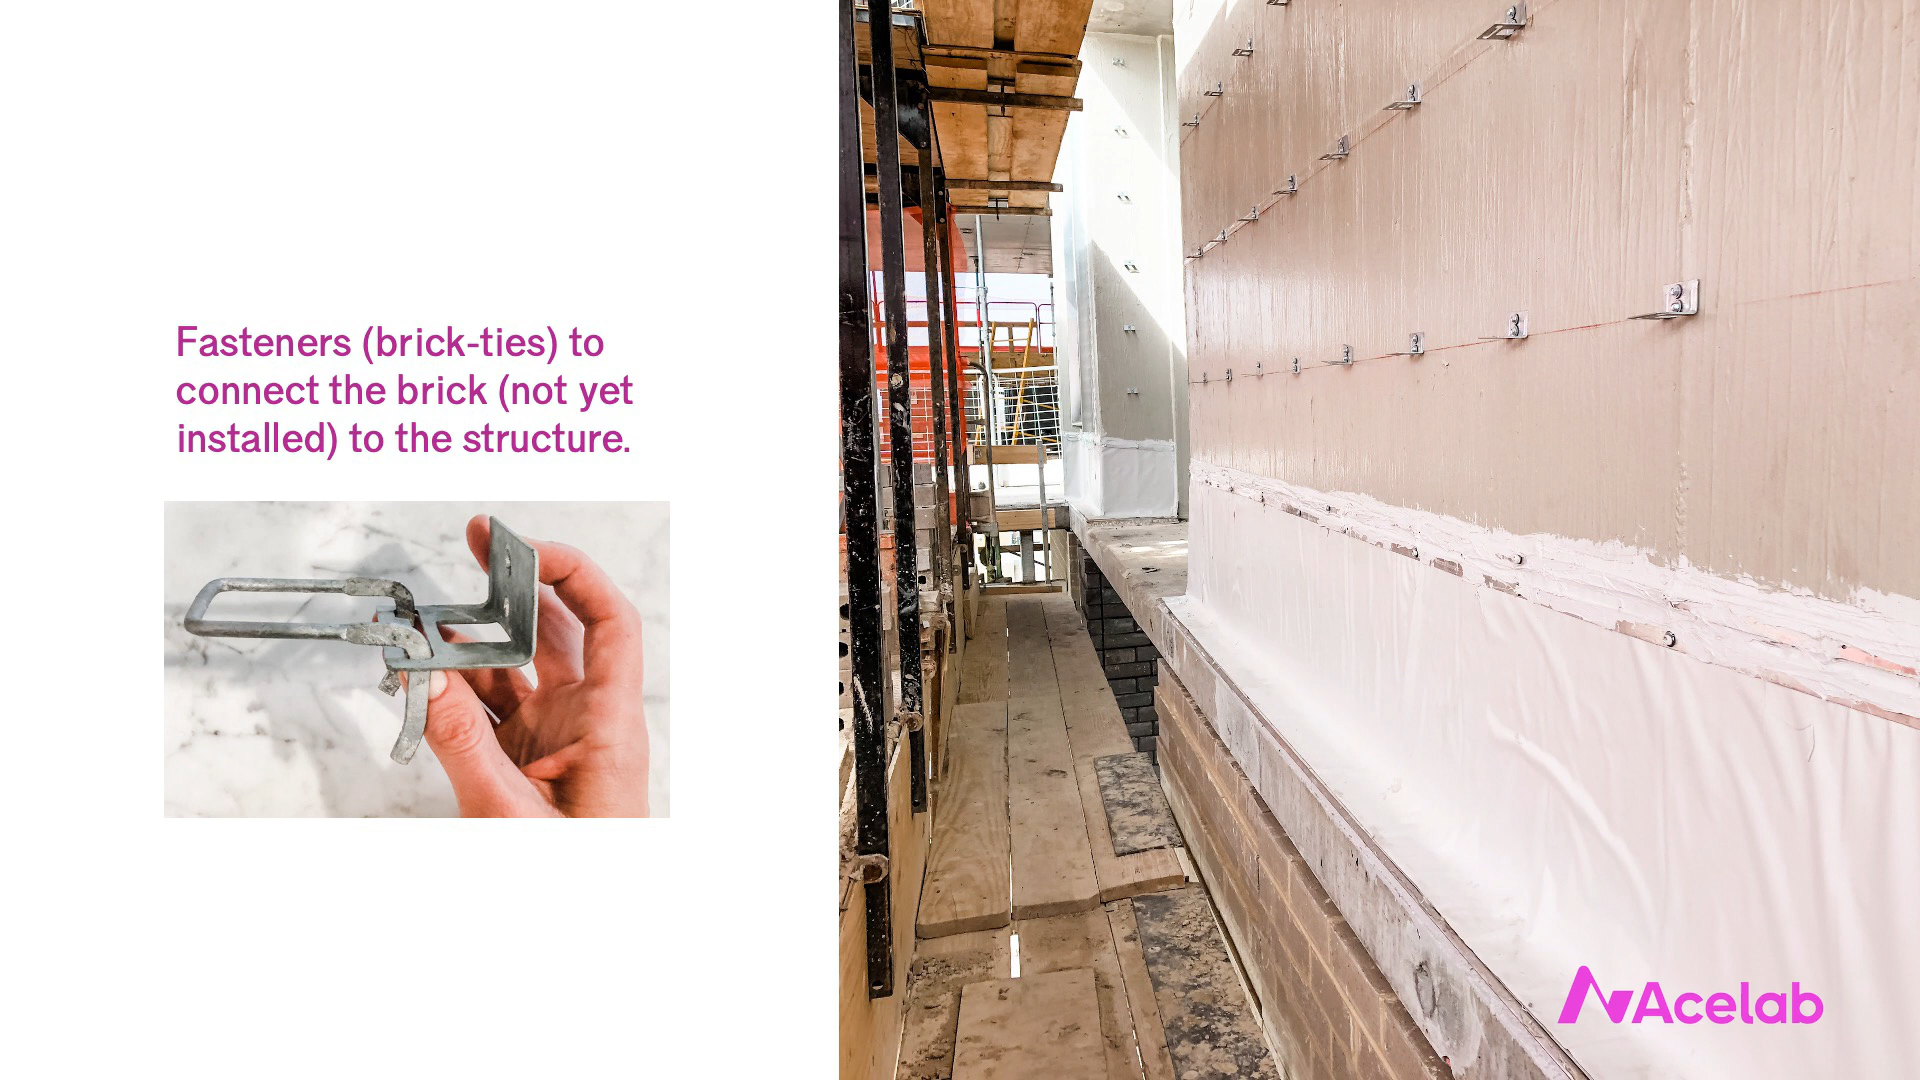 Fasteners (brick-ties) to
connect the brick (not yet
installed) to the structure.
Acelab